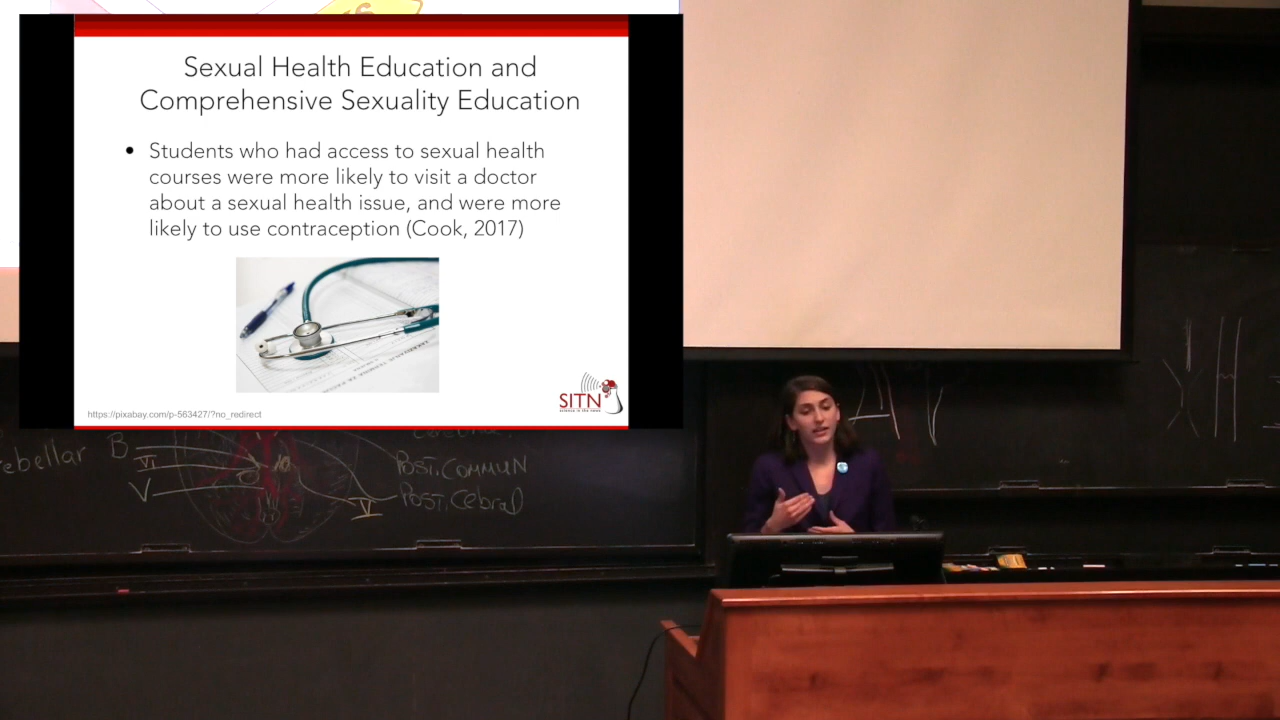 Sexual Health Education and
Comprehensive Sexuality Education
• Students who had access to sexual health
courses were more likely to visit a doctor
about a sexual health issue, and were more
likely to use contraception (Cook, 2017)
https://pixabay.com/p-563427/?no_redirect
SITN
science in the news
ebellar
B
VI
V
POST. COMMUN
POST. Cebral
V